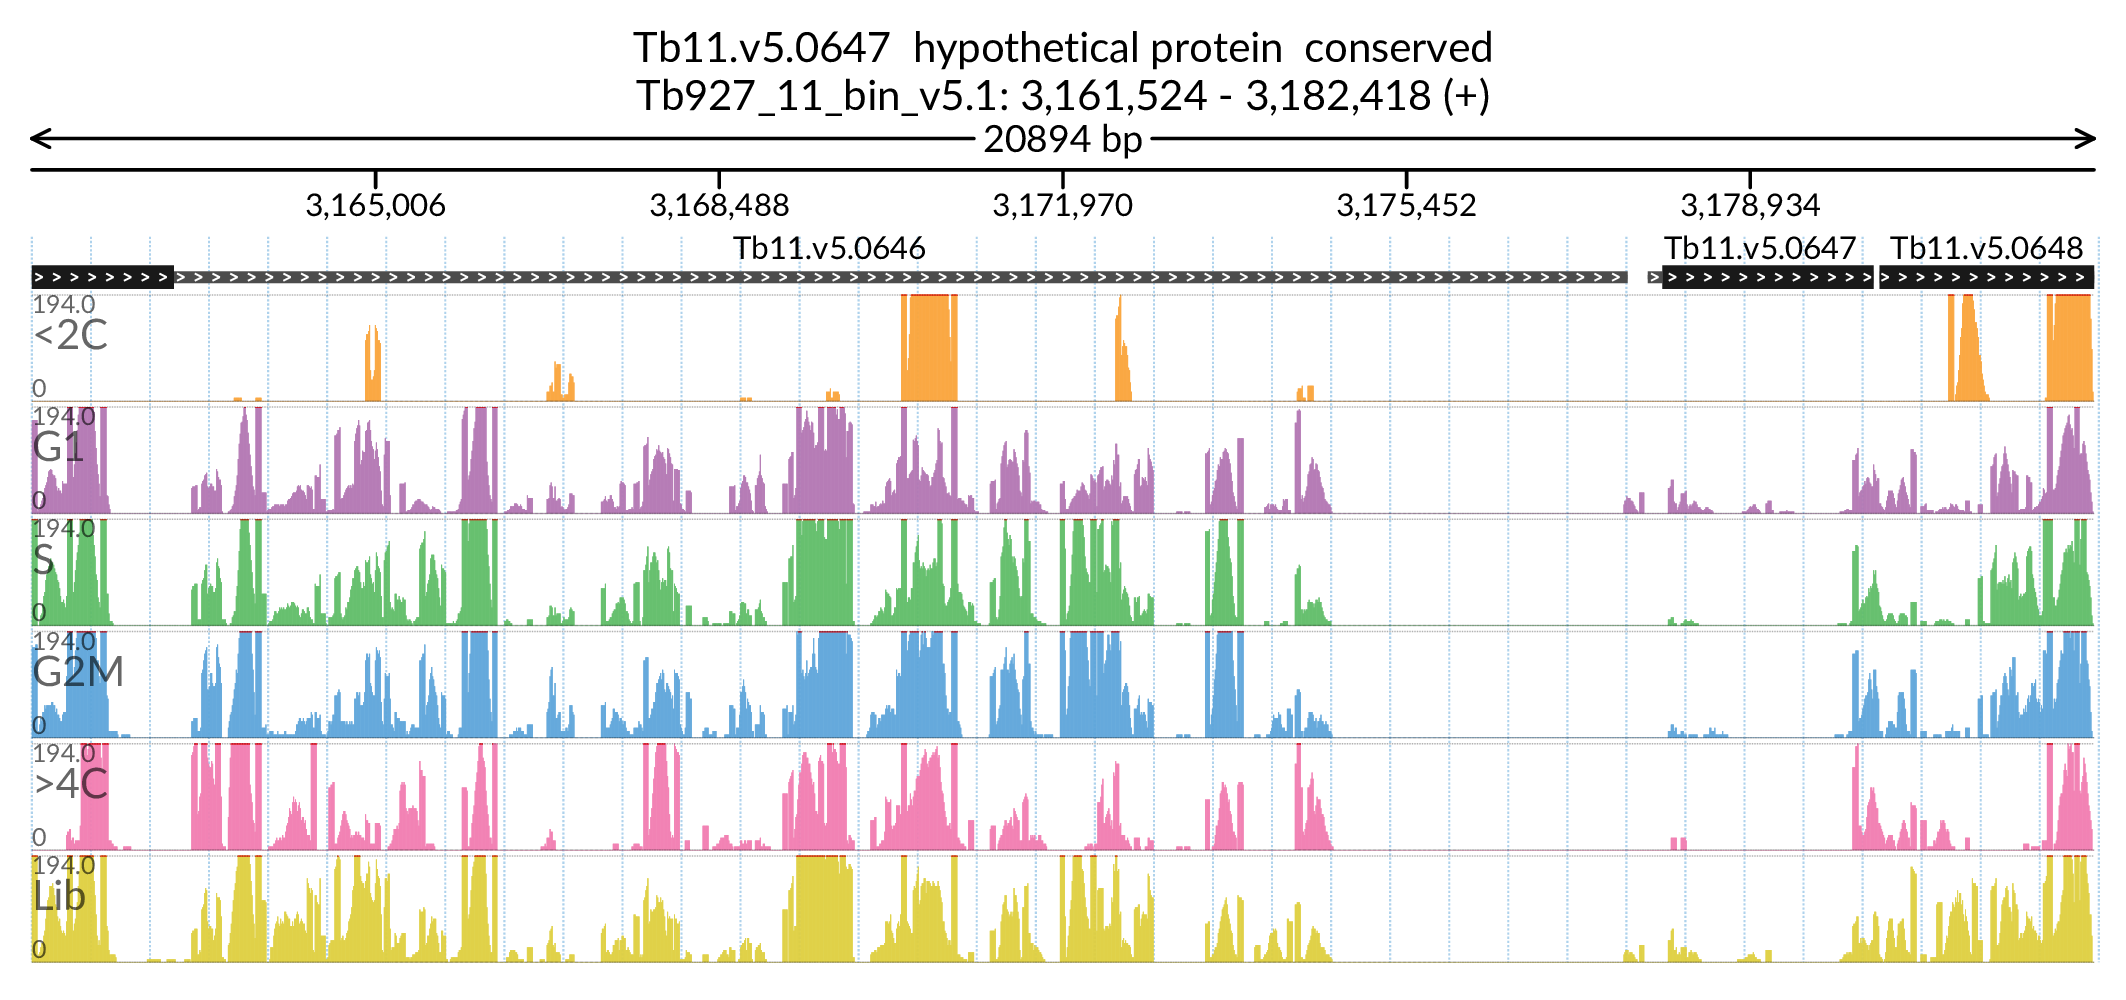 Tb11.v5.0647 hypothetical protein conserved
Tb927_11_bin_v5.1: 3,161,524 - 3,182,418 (+)
20894 bp
3,165,006 3,168,488 3,171,970 3,175,452 3,178,934
Tb11.v5.0646 Tb11.v5.0647 Tb11.v5.0648
194.0
<2C
0
194.0
G1
0
194.0
S
0
194.0
G2M
0
194.0
>4C
0
194.0
Lib
0